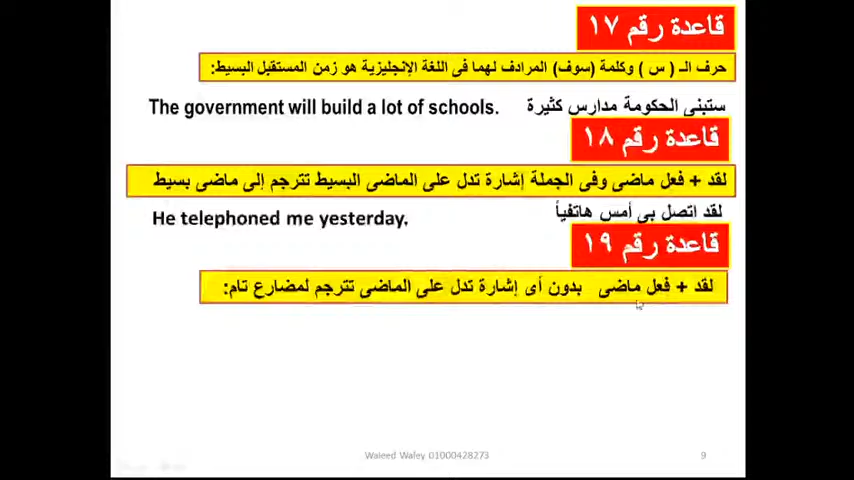 قاعدة رقم ١٧
حرف الـ ( س ) وكلمة (سوف) المرادف لهما فى اللغة الإنجليزية هو زمن المستقبل البسيط:
ستبنى الحكومة مدارس كثيرة The government will build a lot of schools.
قاعدة رقم ١٨
لقد + فعل ماضى وفى الجملة إشارة تدل على الماضى البسيط تترجم إلى ماضى بسيط
لقد اتصل بى أمس هاتفياً He telephoned me yesterday.
قاعدة رقم ١٩
لقد + فعل ماضى بدون أى إشارة تدل على الماضى تترجم لمضارع تام:
Waleed Wafey 01000428273 9